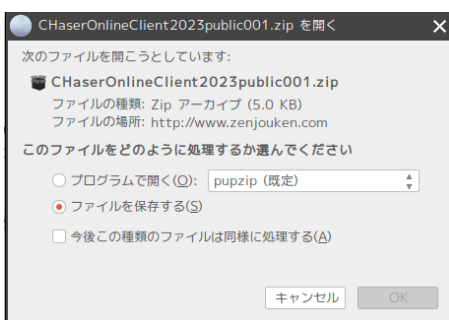 CHaserOnlineClient2023public001.zip を開く
次のファイルを開こうとしています:
CHaserOnlineClient2023public001.zip
ファイルの種類: Zip アーカイブ (5.0 KB)
ファイルの場所: http://www.zenjouken.com
このファイルをどのように処理するか選んでください
プログラムで開く(O): pupzip (既定)
ファイルを保存する(S)
今後この種類のファイルは同様に処理する(A)
キャンセル OK